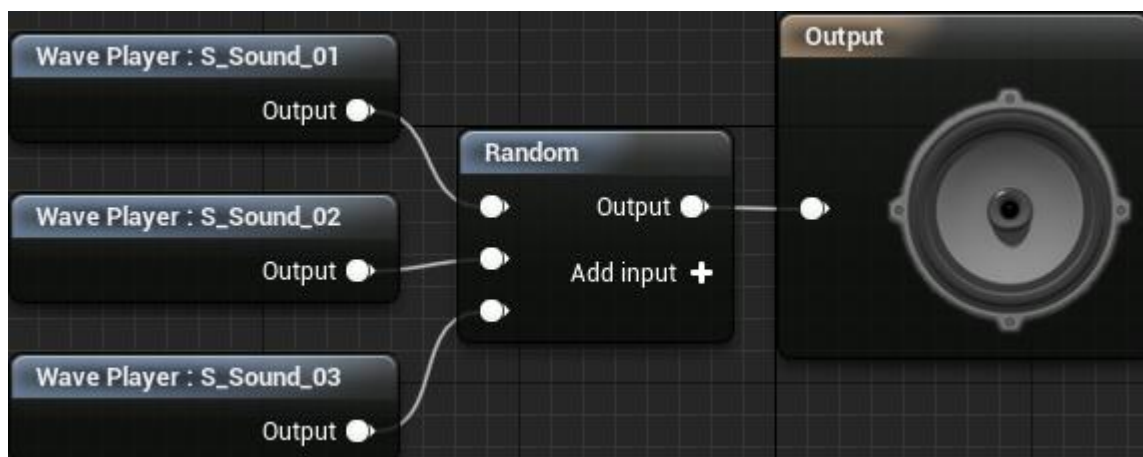 Wave Player : S_Sound_01
Output
Wave Player : S_Sound_02
Output
Wave Player : S_Sound_03
Output
Random
Output
Add input
Output